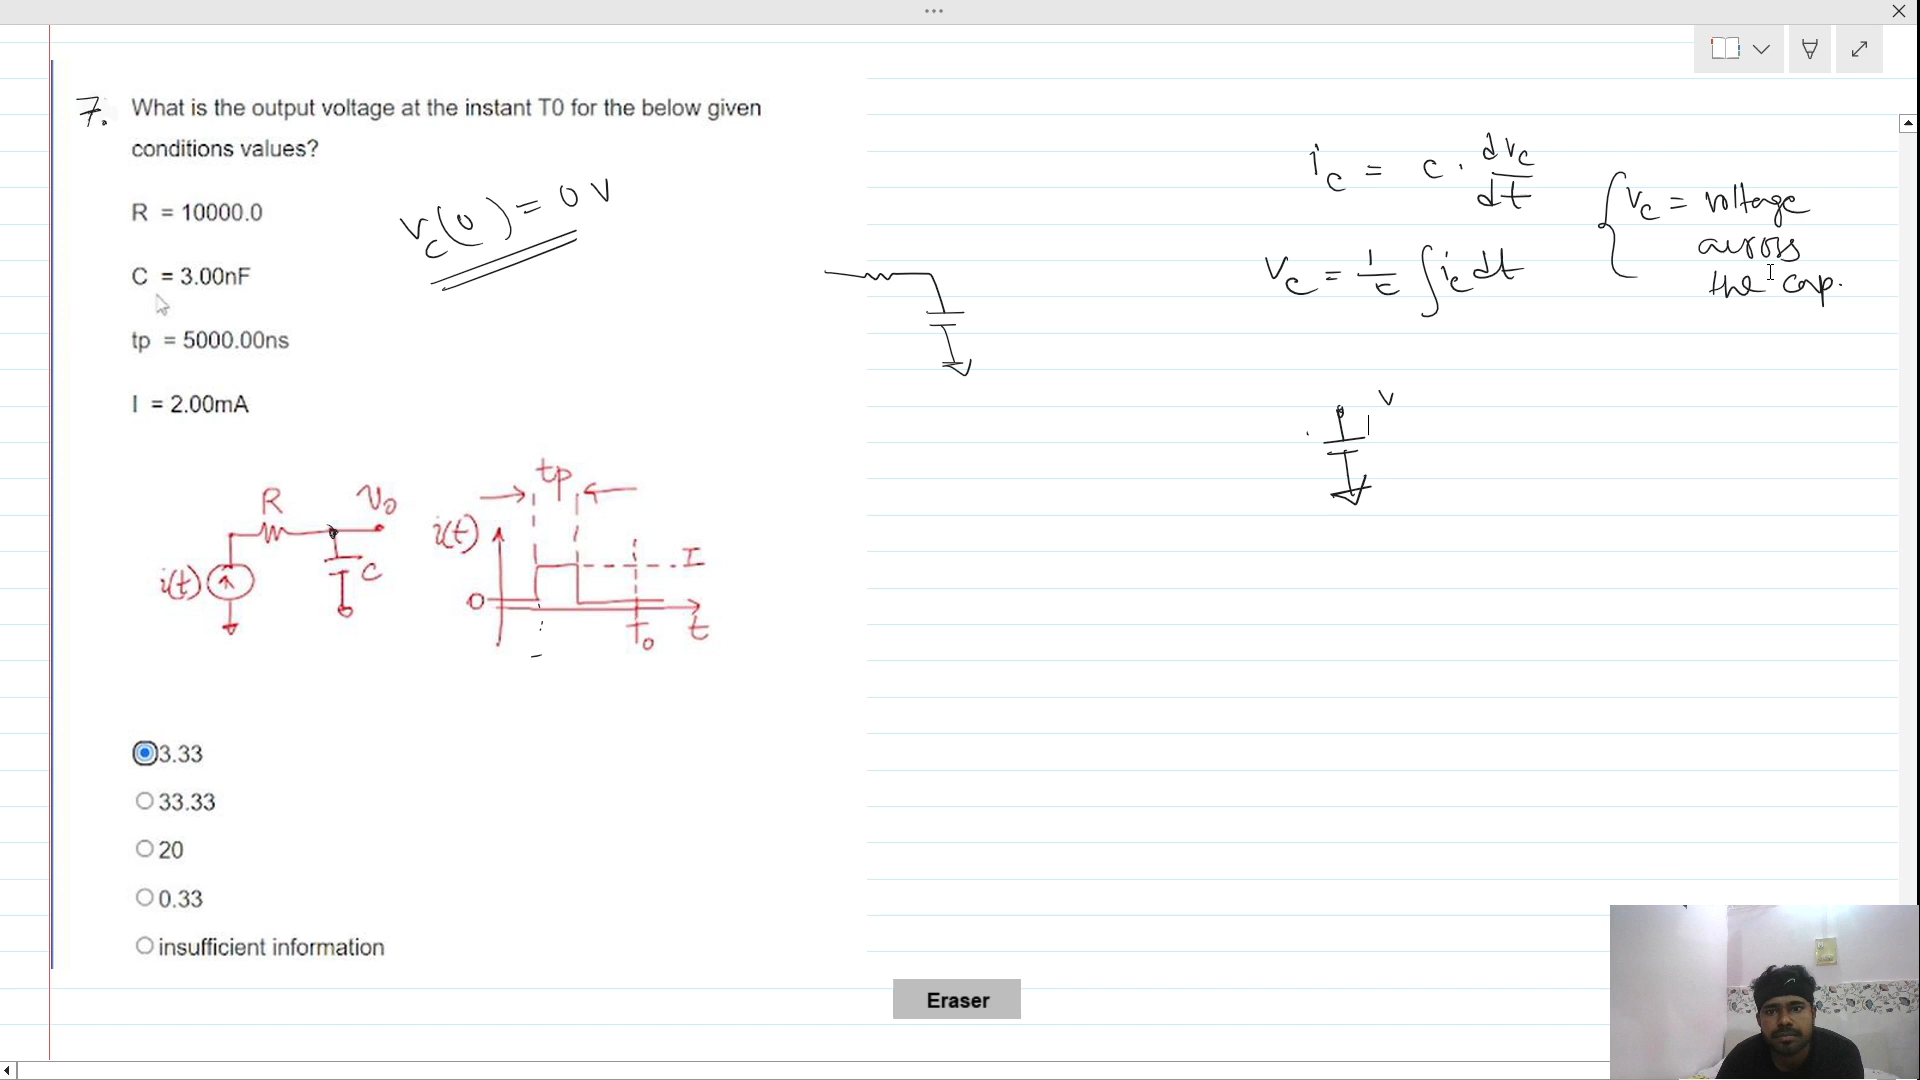 7. What is the output voltage at the instant T0 for the below given
conditions values?
R = 10000.0
C = 3.00nF
tp = 5000.00ns
I = 2.00mA
Vc(0) = 0 V
ic = c · dvc/dt
vc = 1/c ∫ic dt
{ vc = voltage
across
the cap.
V
R
Vo
i(t)
C
tp
i(t)
I
0
To
t
3.33
33.33
20
0.33
insufficient information
Eraser